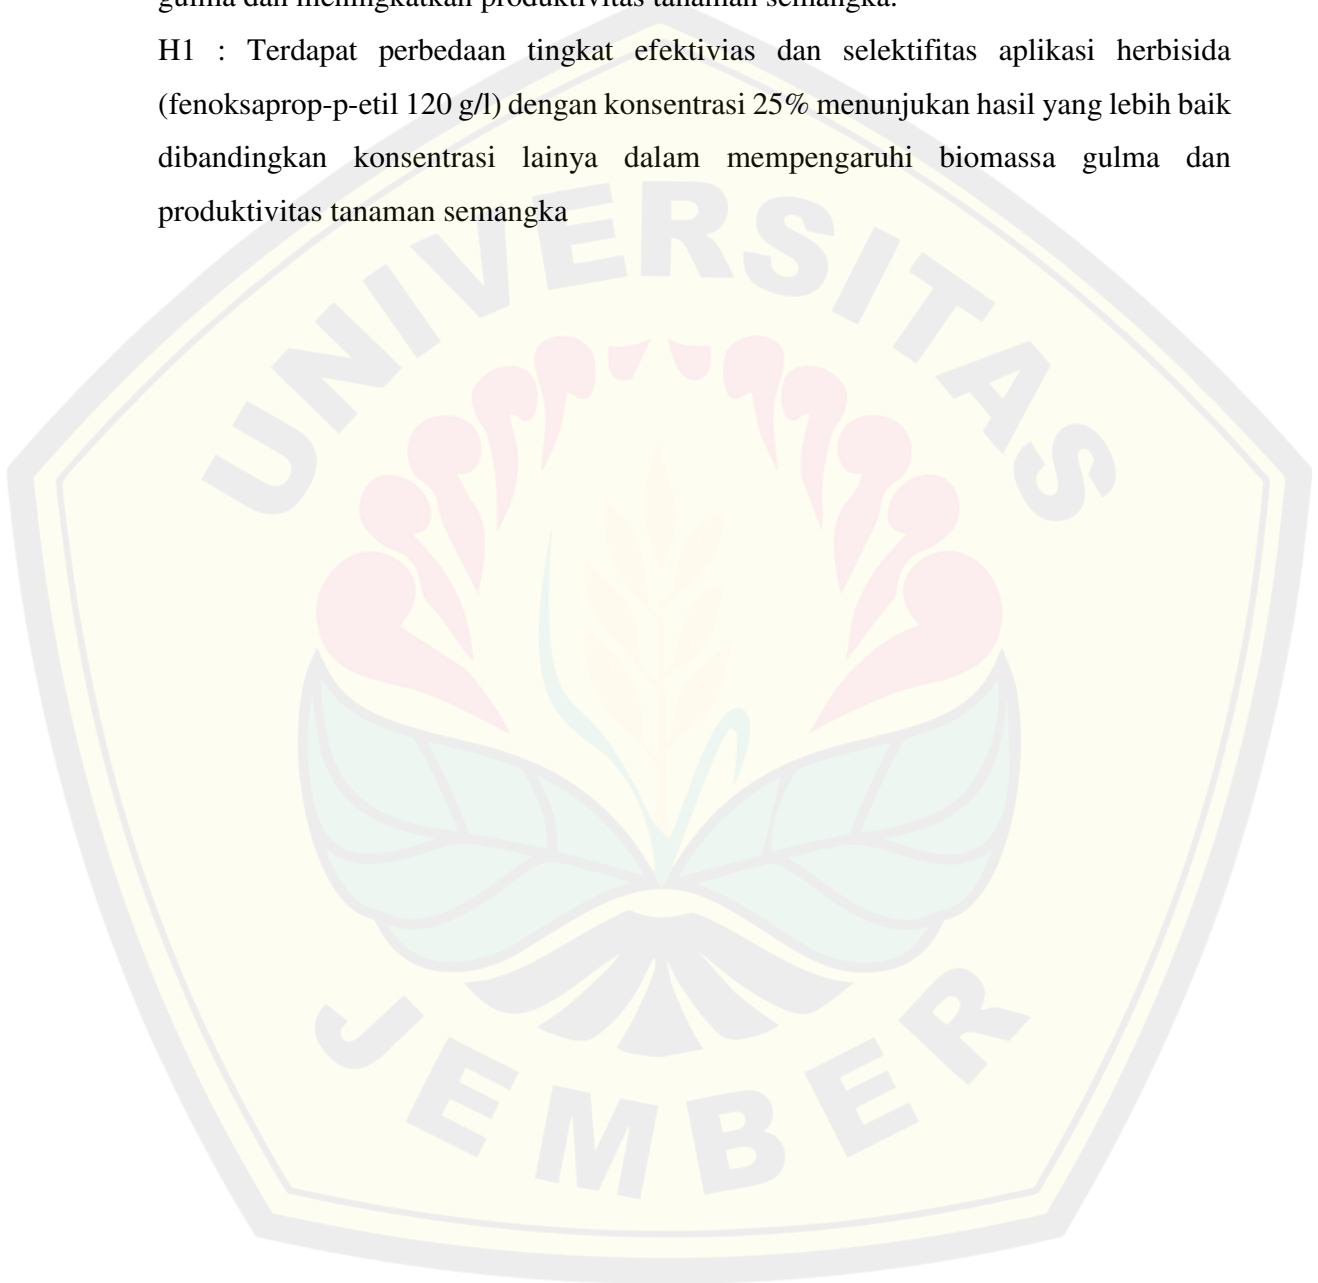 gulma dan meningkatkan produktivitas tanaman semangka.
H1 : Terdapat perbedaan tingkat efektivias dan selektifitas aplikasi herbisida
(fenoksaprop-p-etil 120 g/l) dengan konsentrasi 25% menunjukan hasil yang lebih baik
dibandingkan konsentrasi lainya dalam mempengaruhi biomassa gulma dan
produktivitas tanaman semangka
UNIVERSITAS
JEMBER